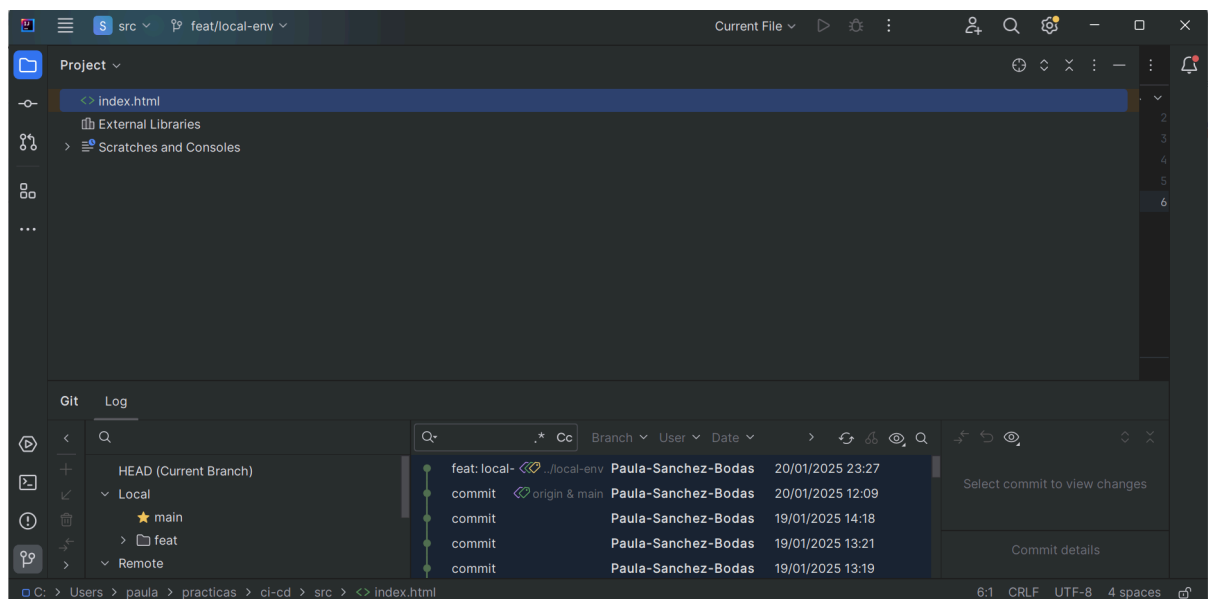 S src feat/local-env Current File
Project
<> index.html
External Libraries
Scratches and Consoles
2
3
4
5
6
Git Log
.* Cc Branch User Date
HEAD (Current Branch)
Local
main
feat
Remote
feat: local- ../local-env Paula-Sanchez-Bodas 20/01/2025 23:27
commit origin & main Paula-Sanchez-Bodas 20/01/2025 12:09
commit Paula-Sanchez-Bodas 19/01/2025 14:18
commit Paula-Sanchez-Bodas 19/01/2025 13:21
commit Paula-Sanchez-Bodas 19/01/2025 13:19
Select commit to view changes
Commit details
C: > Users > paula > practicas > ci-cd > src > <> index.html 6:1 CRLF UTF-8 4 spaces